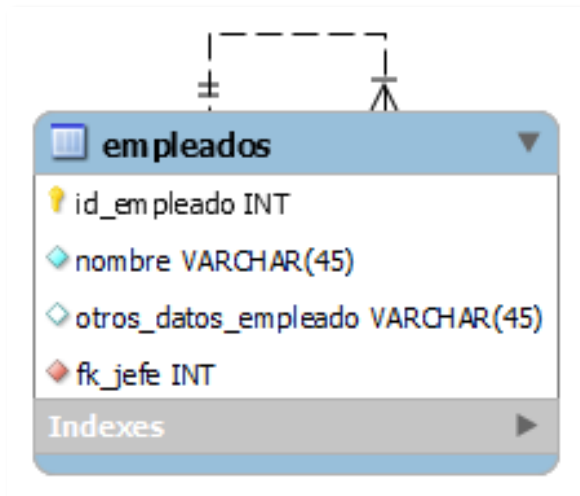 empleados
id_empleado INT
nombre VARCHAR(45)
otros_datos_empleado VARCHAR(45)
fk_jefe INT
Indexes